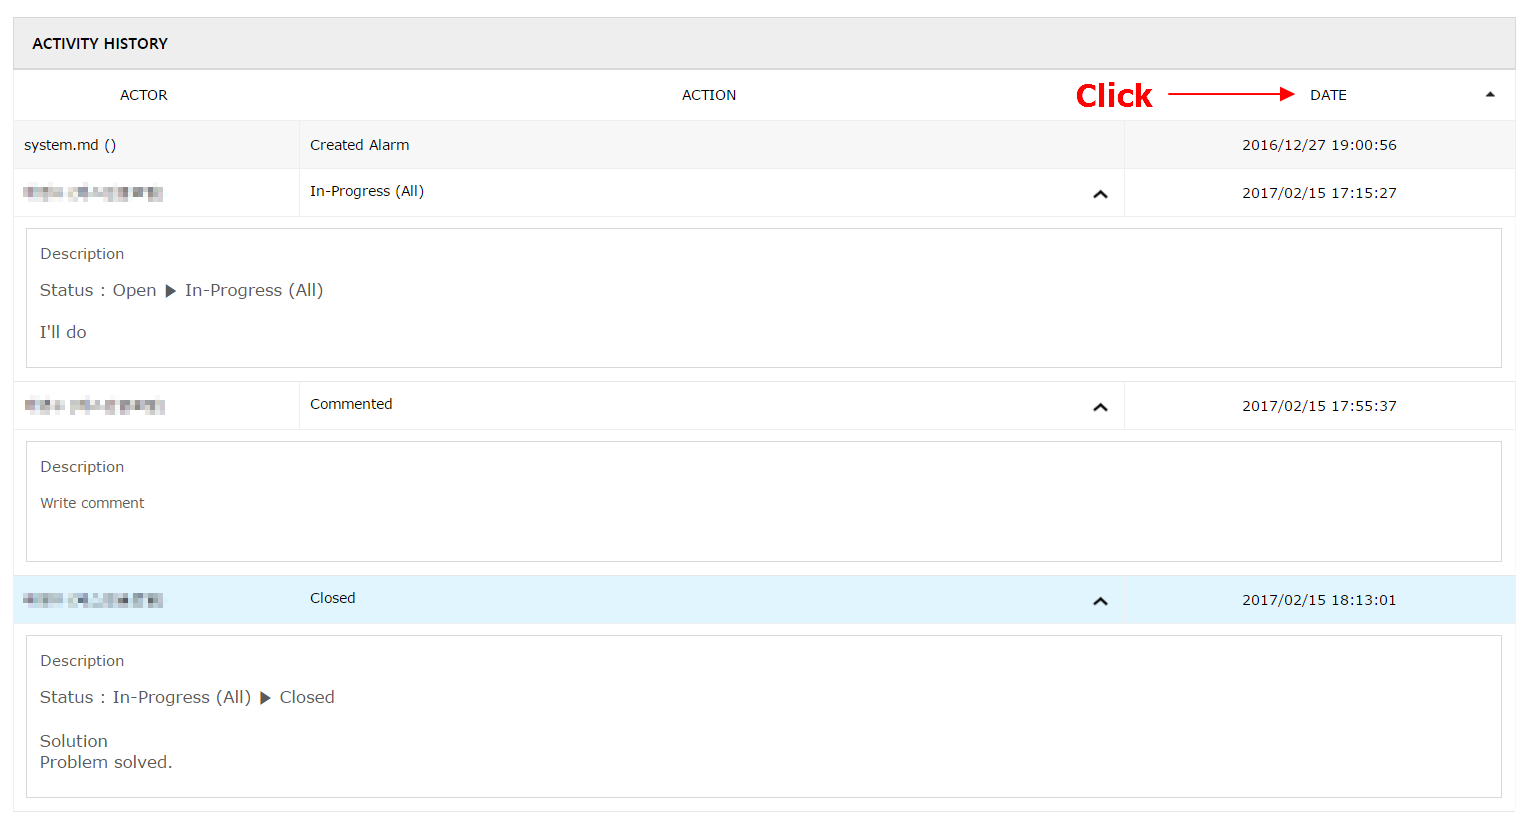 ACTIVITY HISTORY
ACTOR ACTION Click DATE
system.md () Created Alarm 2016/12/27 19:00:56
In-Progress (All) 2017/02/15 17:15:27
Description
Status : Open ▶ In-Progress (All)
I'll do
Commented 2017/02/15 17:55:37
Description
Write comment
Closed 2017/02/15 18:13:01
Description
Status : In-Progress (All) ▶ Closed
Solution
Problem solved.